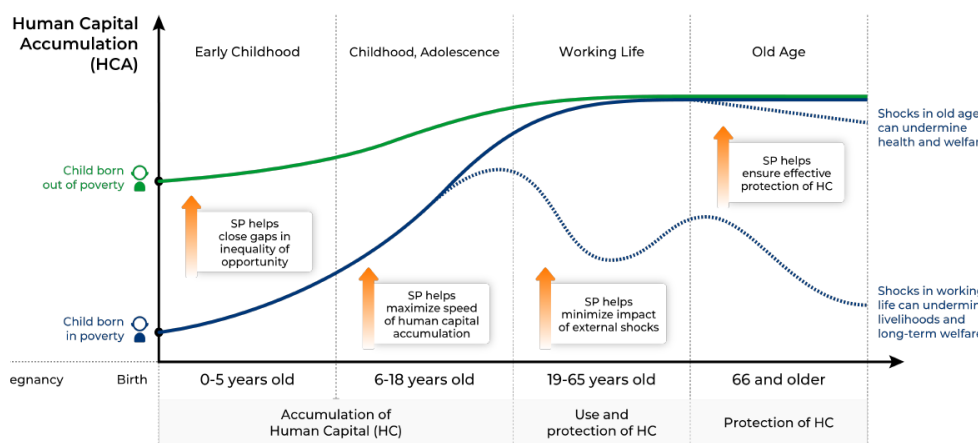 Human Capital
Accumulation
(HCA)
Early Childhood
Childhood, Adolescence
Working Life
Old Age
Child born
out of poverty
Child born
in poverty
SP helps
close gaps in
inequality of
opportunity
SP helps
maximize speed
of human capital
accumulation
SP helps
minimize impact
of external shocks
SP helps
ensure effective
protection of HC
Shocks in old age
can undermine
health and welfar
Shocks in working
life can undermin
livelihoods and
long-term welfare
egnancy
Birth
0-5 years old
6-18 years old
19-65 years old
66 and older
Accumulation of
Human Capital (HC)
Use and
protection of HC
Protection of HC